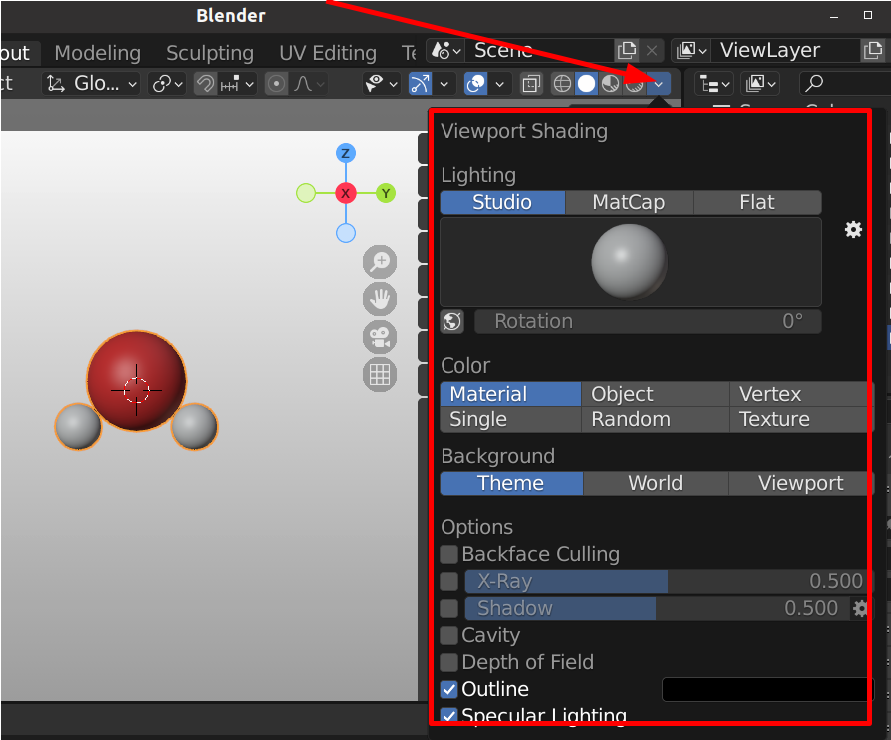 Blender
out Modeling Sculpting UV Editing Te Scene ViewLayer
ct Glo...
Viewport Shading
Z
Lighting
X Y
Studio MatCap Flat
Rotation 0°
Color
Material Object Vertex
Single Random Texture
Background
Theme World Viewport
Options
Backface Culling
X-Ray 0.500
Shadow 0.500
Cavity
Depth of Field
Outline
Specular Lighting